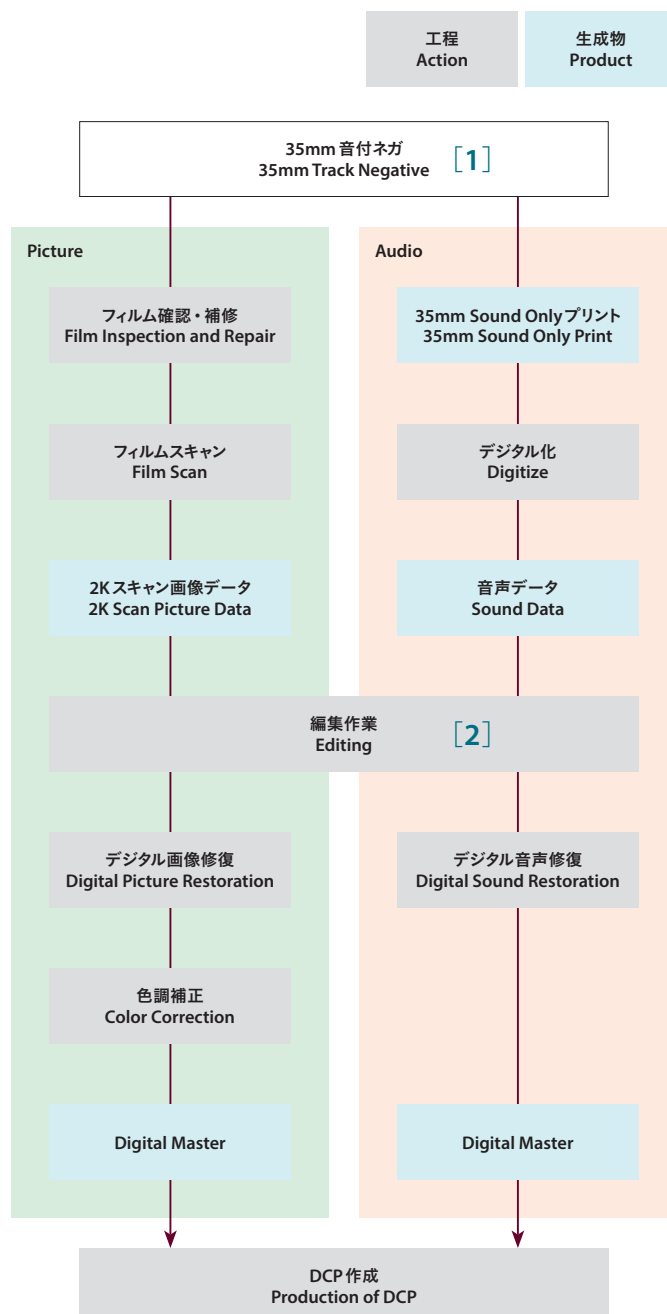 工程
Action
生成物
Product
35mm 音付ネガ
35mm Track Negative
[1]
Picture
Audio
フィルム確認・補修
Film Inspection and Repair
35mm Sound Onlyプリント
35mm Sound Only Print
フィルムスキャン
Film Scan
デジタル化
Digitize
2Kスキャン画像データ
2K Scan Picture Data
音声データ
Sound Data
編集作業
Editing
[2]
デジタル画像修復
Digital Picture Restoration
デジタル音声修復
Digital Sound Restoration
色調補正
Color Correction
Digital Master
Digital Master
DCP 作成
Production of DCP